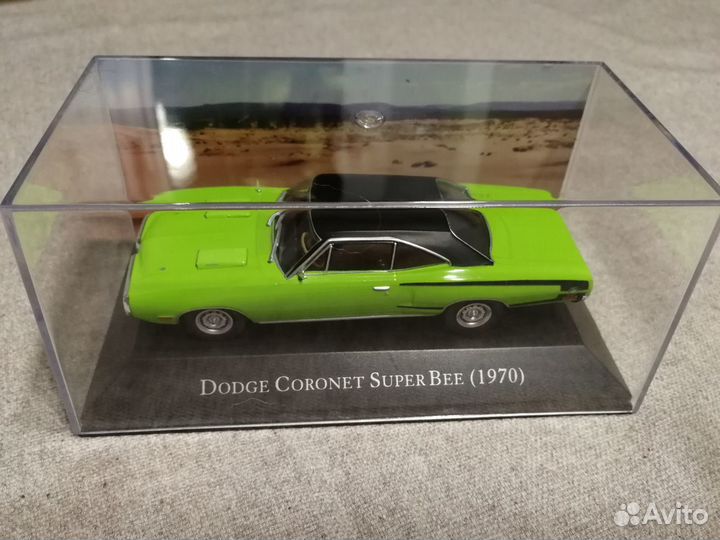 DODGE CORONET SUPER BEE (1970)
Avito